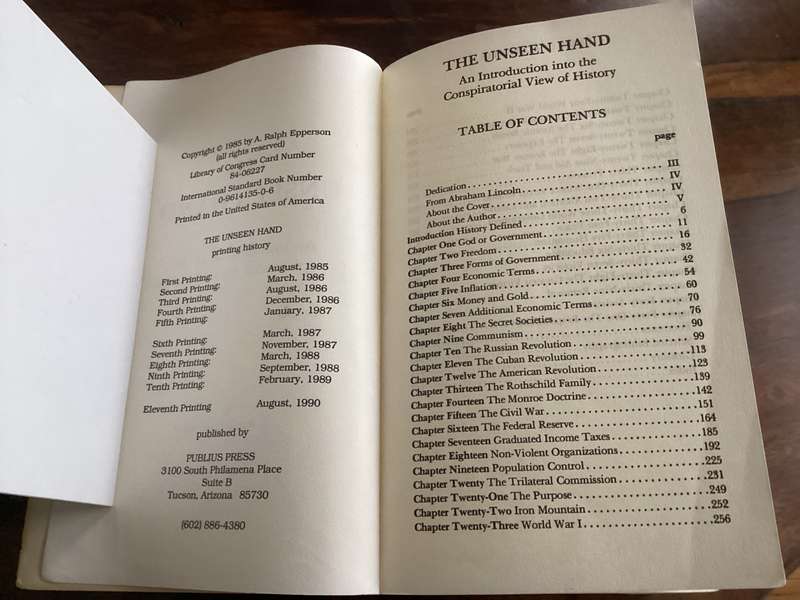 Copyright © 1985 by A. Ralph Epperson
(all rights reserved)
Library of Congress Card Number
84-06227
International Standard Book Number
0-9614135-0-6
Printed in the United States of America
THE UNSEEN HAND
printing history
First Printing: August, 1985
Second Printing: March, 1986
Third Printing: August, 1986
Fourth Printing: December, 1986
Fifth Printing: January, 1987
Sixth Printing: March, 1987
Seventh Printing: November, 1987
Eighth Printing: March, 1988
Ninth Printing: September, 1988
Tenth Printing: February, 1989
Eleventh Printing August, 1990
published by
PUBLIUS PRESS
3100 South Philamena Place
Suite B
Tucson, Arizona 85730
(602) 886-4380
THE UNSEEN HAND
An Introduction into the
Conspiratorial View of History
TABLE OF CONTENTS
page
Dedication III
From Abraham Lincoln IV
About the Cover IV
About the Author V
Introduction History Defined 6
Chapter One God or Government 11
Chapter Two Freedom 16
Chapter Three Forms of Government 32
Chapter Four Economic Terms 42
Chapter Five Inflation 54
Chapter Six Money and Gold 60
Chapter Seven Additional Economic Terms 70
Chapter Eight The Secret Societies 76
Chapter Nine Communism 90
Chapter Ten The Russian Revolution 99
Chapter Eleven The Cuban Revolution 113
Chapter Twelve The American Revolution 123
Chapter Thirteen The Rothschild Family 139
Chapter Fourteen The Monroe Doctrine 142
Chapter Fifteen The Civil War 151
Chapter Sixteen The Federal Reserve 164
Chapter Seventeen Graduated Income Taxes 185
Chapter Eighteen Non-Violent Organizations 192
Chapter Nineteen Population Control 225
Chapter Twenty The Trilateral Commission 231
Chapter Twenty-One The Purpose 249
Chapter Twenty-Two Iron Mountain 252
Chapter Twenty-Three World War I 256